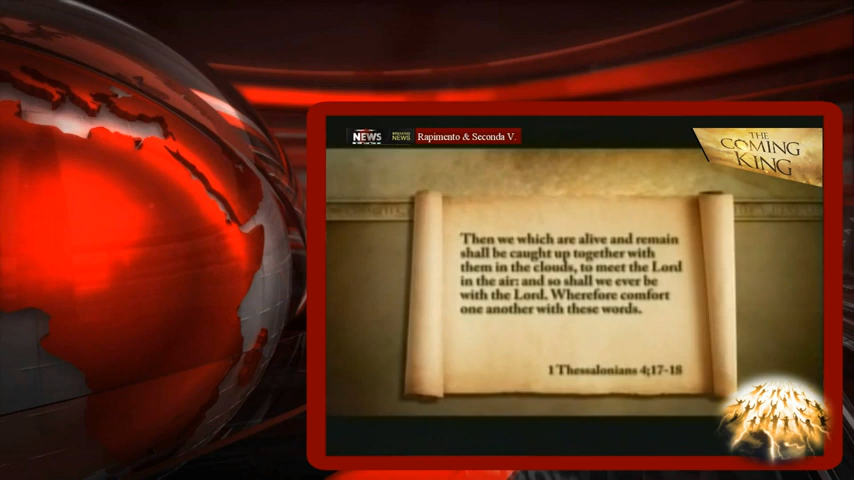 NEWS
NEWS
Rapimento & Seconda V.
THE
COMING
KING
Then we which are alive and remain
shall be caught up together with
them in the clouds, to meet the Lord
in the air: and so shall we ever be
with the Lord. Wherefore comfort
one another with these words.
1 Thessalonians 4;17-18